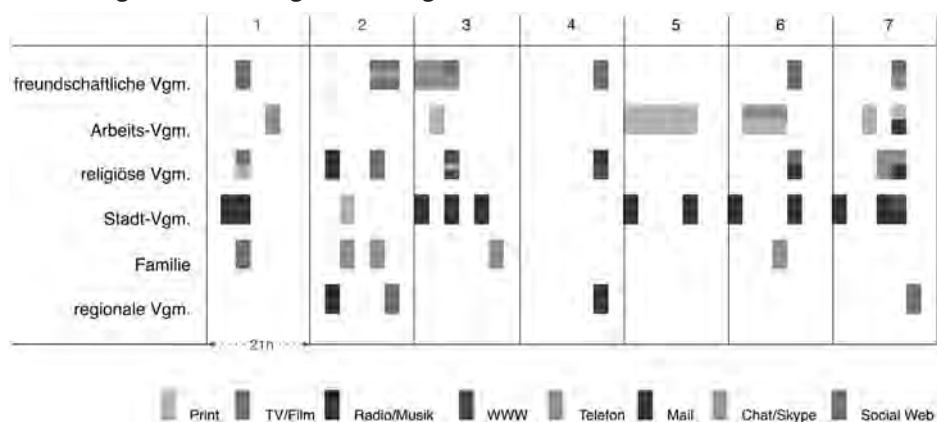 1 2 3 4 5 6 7
freundschaftliche Vgm.
Arbeits-Vgm.
religiöse Vgm.
Stadt-Vgm.
Familie
regionale Vgm.
21h
Print TV/Film Radio/Musik WWW Telefon Mail Chat/Skype Social Web